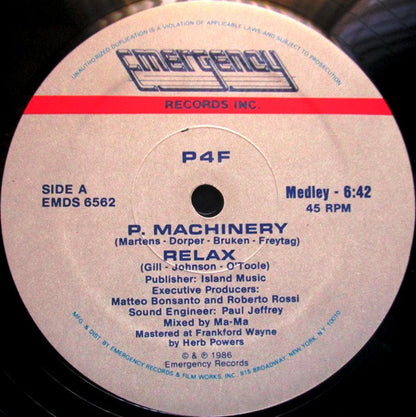 UNAUTHORIZED DUPLICATION IS A VIOLATION OF APPLICABLE LAWS AND SUBJECT TO PROSECUTION
EMERGENCY
RECORDS INC.
P4F
SIDE A
EMDS 6562
Medley - 6:42
45 RPM
P. MACHINERY
(Martens - Dorper - Bruken - Freytag)
RELAX
(Gill - Johnson - O'Toole)
Publisher: Island Music
Executive Producers:
Matteo Bonsanto and Roberto Rossi
Sound Engineer: Paul Jeffrey
Mixed by Ma-Ma
Mastered at Frankford Wayne
by Herb Powers
© & ℗ 1986
Emergency Records
MFG. & DIST. BY EMERGENCY RECORDS & FILM WORKS, INC. 915 BROADWAY, NEW YORK, N.Y. 10010